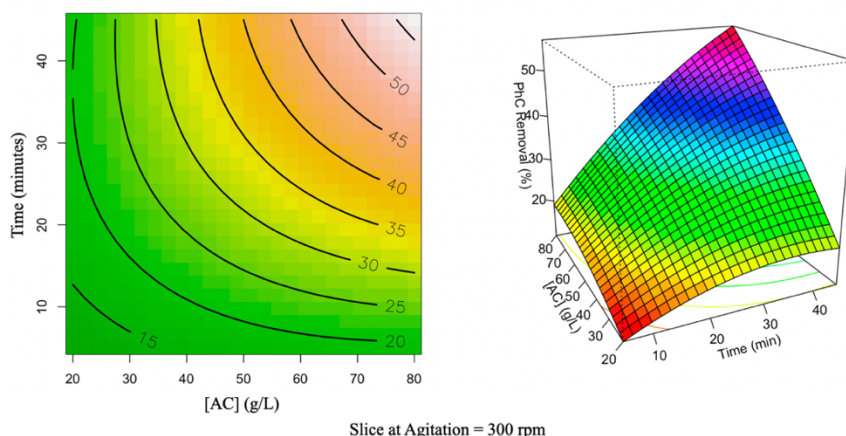 Time (minutes)
40
30
20
10
50
45
40
35
30
25
20
15
20 30 40 50 60 70 80
[AC] (g/L)
PhC Removal (%)
50
40
30
20
80
70
60
50
40
30
20
[AC] (g/L)
10 20 30 40
Time (min)
Slice at Agitation = 300 rpm